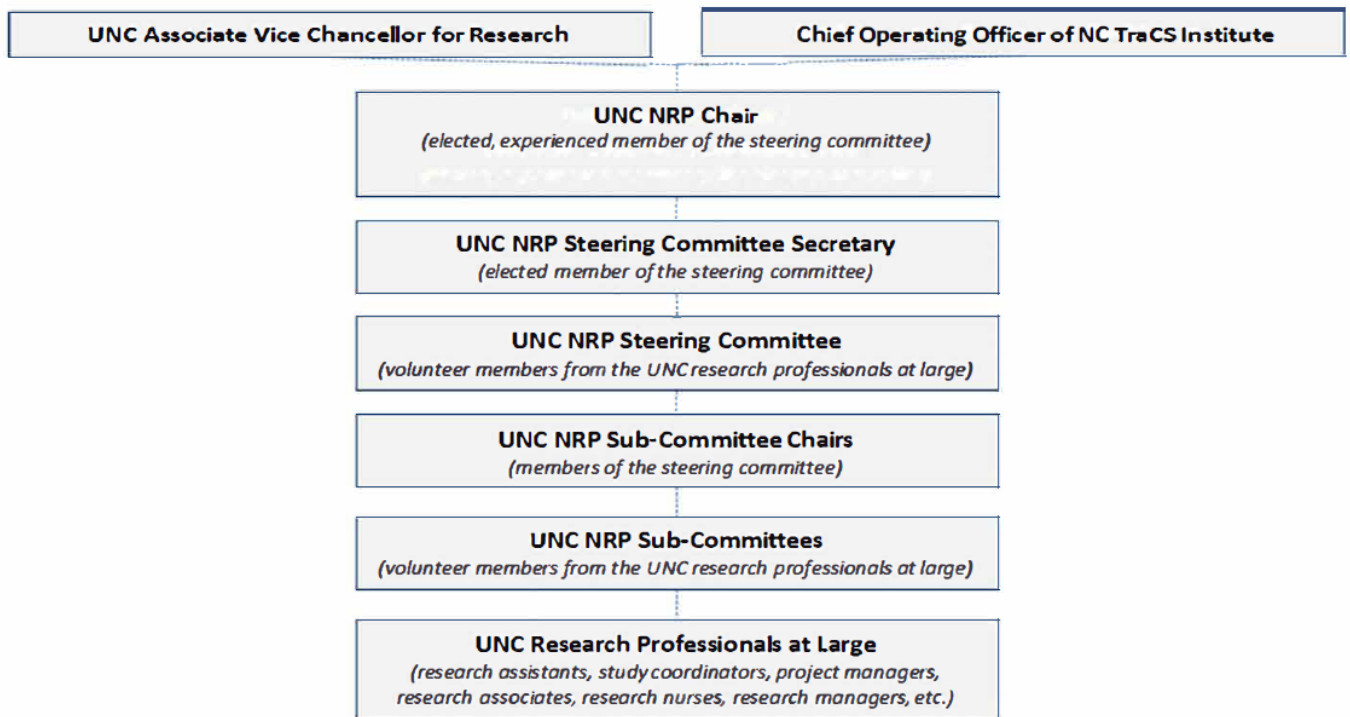 UNC Associate Vice Chancellor for Research
Chief Operating Officer of NC TraCS Institute
UNC NRP Chair
(elected, experienced member of the steering committee)
UNC NRP Steering Committee Secretary
(elected member of the steering committee)
UNC NRP Steering Committee
(volunteer members from the UNC research professionals at large)
UNC NRP Sub-Committee Chairs
(members of the steering committee)
UNC NRP Sub-Committees
(volunteer members from the UNC research professionals at large)
UNC Research Professionals at Large
(research assistants, study coordinators, project managers,
research associates, research nurses, research managers, etc.)